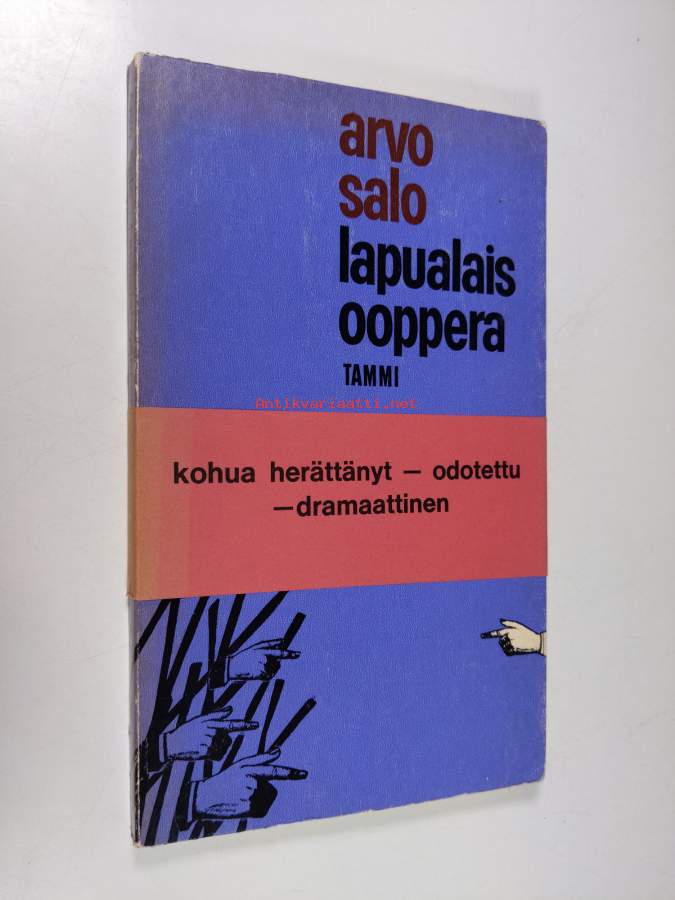 arvo
salo
lapualais
ooppera
TAMMI
Antikvariaatti.net
kohua herättänyt — odotettu
—dramaattinen